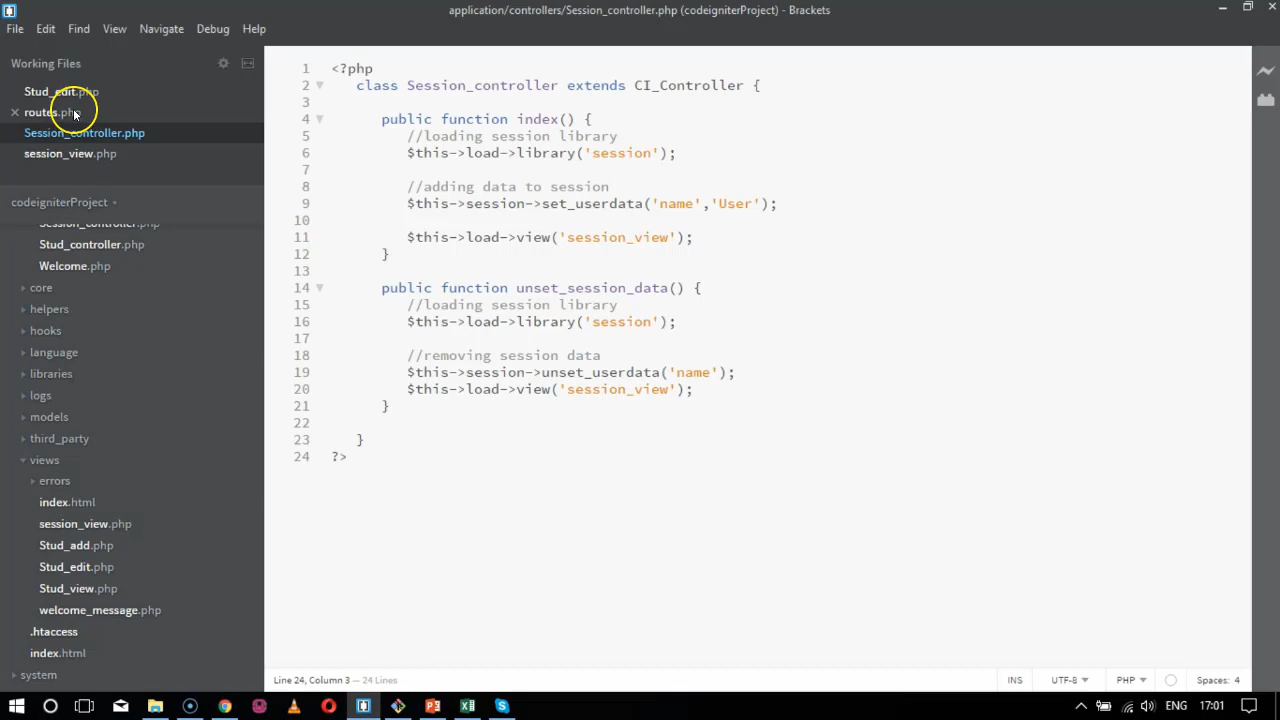 application/controllers/Session_controller.php (codeigniterProject) - Brackets
File Edit Find View Navigate Debug Help
Working Files
Stud_edit.php
routes.php
Session_controller.php
session_view.php
codeigniterProject
Session_controller.php
Stud_controller.php
Welcome.php
core
helpers
hooks
language
libraries
logs
models
third_party
views
errors
index.html
session_view.php
Stud_add.php
Stud_edit.php
Stud_view.php
welcome_message.php
.htaccess
index.html
system
1 <?php
2 class Session_controller extends CI_Controller {
3
4 public function index() {
5 //loading session library
6 $this->load->library('session');
7
8 //adding data to session
9 $this->session->set_userdata('name','User');
10
11 $this->load->view('session_view');
12 }
13
14 public function unset_session_data() {
15 //loading session library
16 $this->load->library('session');
17
18 //removing session data
19 $this->session->unset_userdata('name');
20 $this->load->view('session_view');
21 }
22
23 }
24 ?>
Line 24, Column 3 — 24 Lines
INS UTF-8 PHP Spaces: 4
ENG 17:01